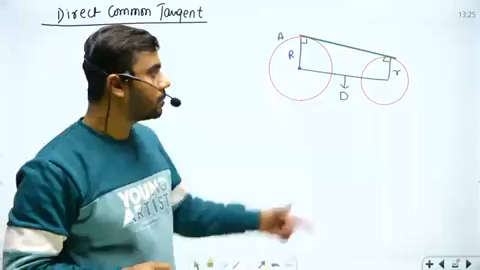 Direct Common Tangent
13:25
A
R
r
D
YOUNG
ARTIST